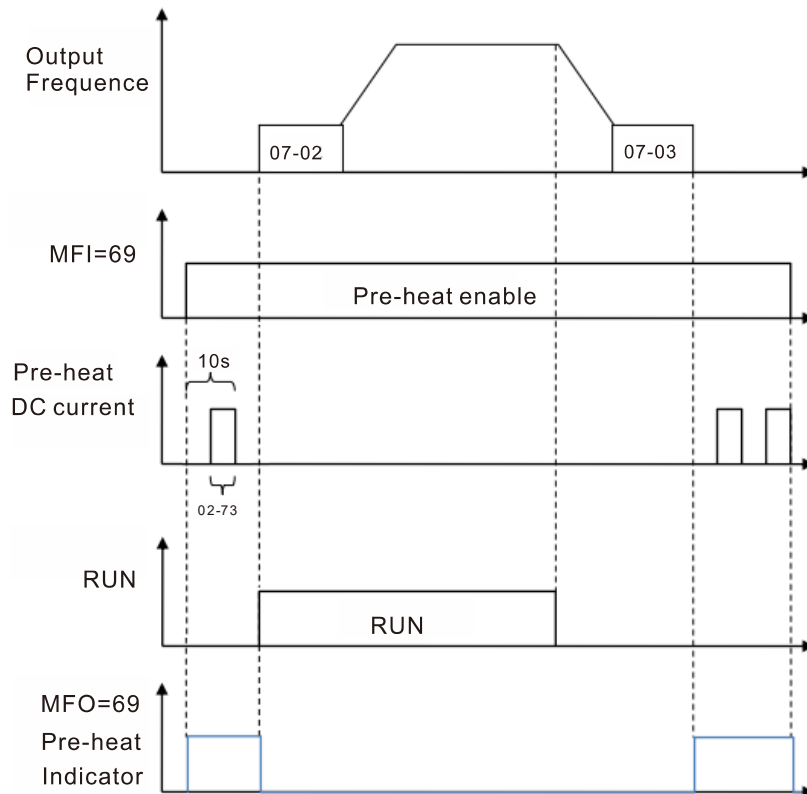 Output
Frequence
07-02
07-03
MFI=69
Pre-heat enable
Pre-heat
DC current
10s
02-73
RUN
RUN
MFO=69
Pre-heat
Indicator